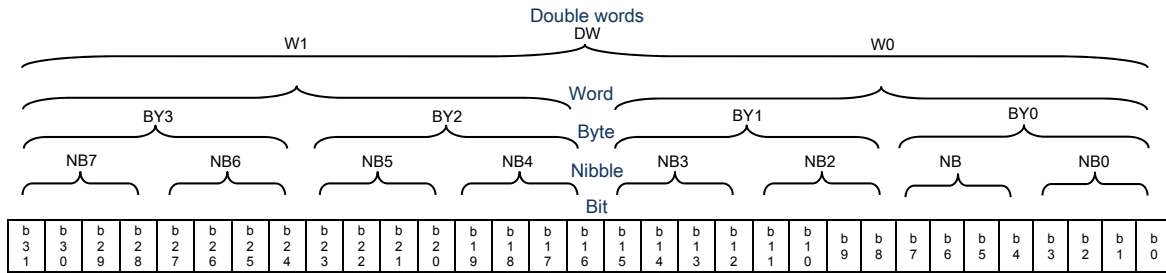 Double words
DW
W1 W0
Word
BY3 BY2 BY1 BY0
Byte
NB7 NB6 NB5 NB4 NB3 NB2 NB NB0
Nibble
Bit
b31 b30 b29 b28 b27 b26 b25 b24 b23 b22 b21 b20 b19 b18 b17 b16 b15 b14 b13 b12 b11 b10 b9 b8 b7 b6 b5 b4 b3 b2 b1 b0